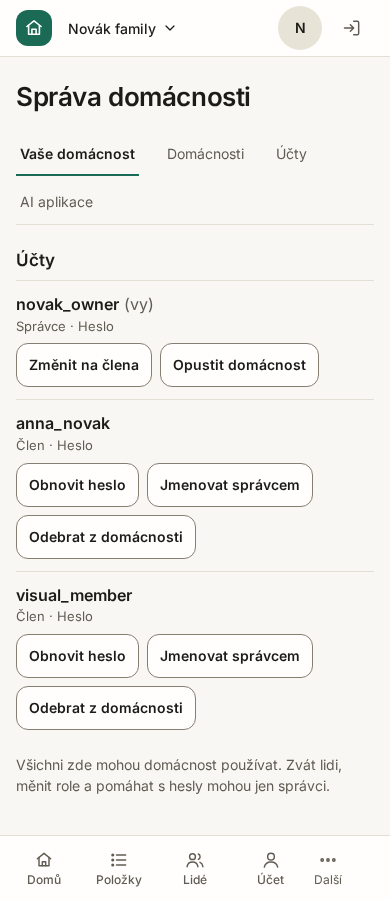 Novák family
N
Správa domácnosti
Vaše domácnost
Domácnosti
Účty
AI aplikace
Účty
novak_owner (vy)
Správce · Heslo
Změnit na člena
Opustit domácnost
anna_novak
Člen · Heslo
Obnovit heslo
Jmenovat správcem
Odebrat z domácnosti
visual_member
Člen · Heslo
Obnovit heslo
Jmenovat správcem
Odebrat z domácnosti
Všichni zde mohou domácnost používat. Zvát lidi,
měnit role a pomáhat s hesly mohou jen správci.
Domů
Položky
Lidé
Účet
Další